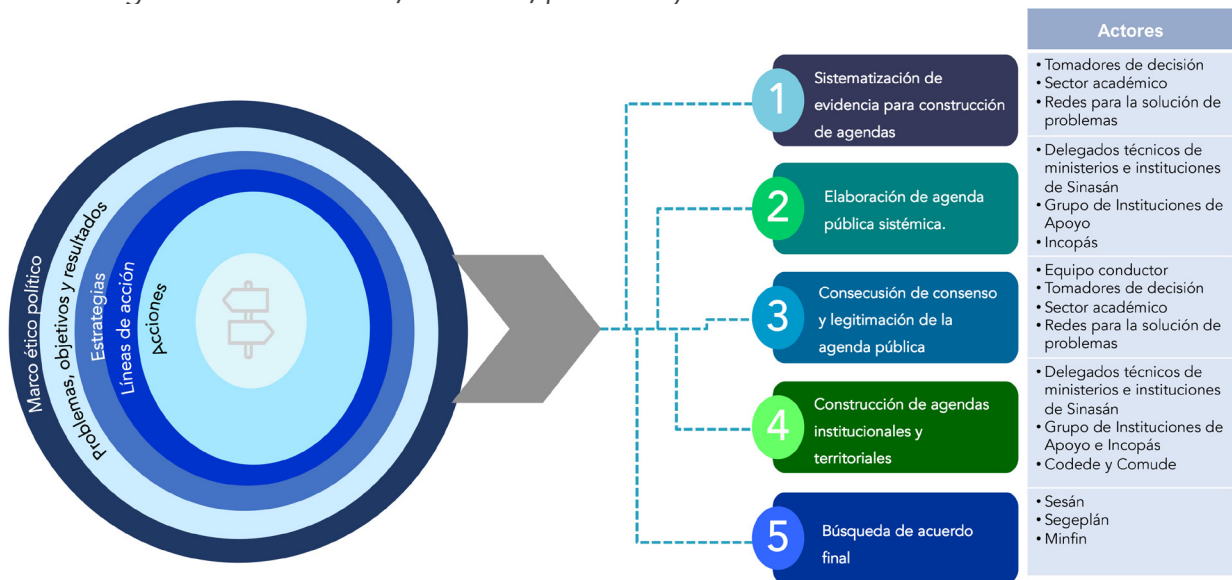 Marco ético político
Problemas, objetivos y resultados
Estrategias
Líneas de acción
Acciones
1
Sistematización de
evidencia para construcción
de agendas
2
Elaboración de agenda
pública sistémica.
3
Consecusión de consenso
y legitimación de la
agenda pública
4
Construcción de agendas
institucionales y
territoriales
5
Búsqueda de acuerdo
final
Actores
• Tomadores de decisión
• Sector académico
• Redes para la solución de
problemas
• Delegados técnicos de
ministerios e instituciones
de Sinasán
• Grupo de Instituciones de
Apoyo
• Incopás
• Equipo conductor
• Tomadores de decisión
• Sector académico
• Redes para la solución de
problemas
• Delegados técnicos de
ministerios e instituciones
de Sinasán
• Grupo de Instituciones de
Apoyo e Incopás
• Codede y Comude
• Sesán
• Segeplán
• Minfin